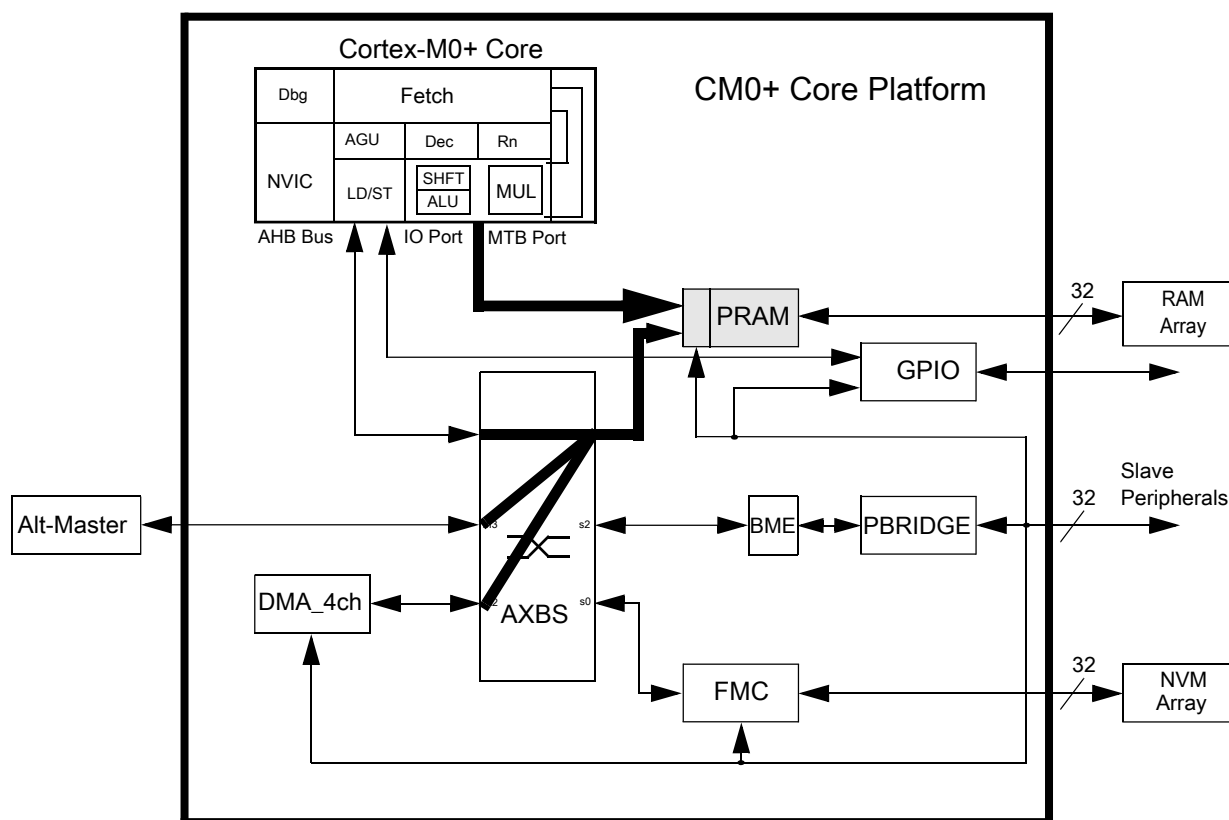 Cortex-M0+ Core
CM0+ Core Platform
Dbg
Fetch
AGU
Dec
Rn
NVIC
LD/ST
SHFT
ALU
MUL
AHB Bus
IO Port
MTB Port
PRAM
32
RAM
Array
GPIO
Alt-Master
s2
BME
PBRIDGE
32
Slave
Peripherals
DMA_4ch
AXBS
s0
FMC
32
NVM
Array